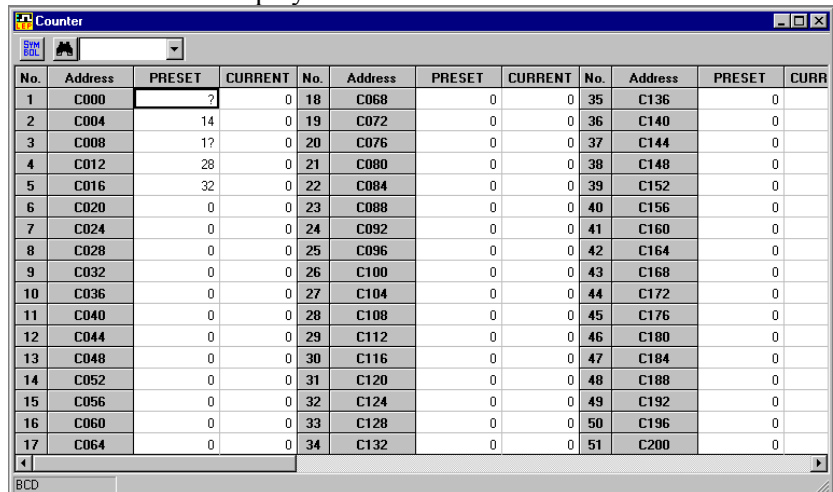 Counter
SYM BOL
No. Address PRESET CURRENT No. Address PRESET CURRENT No. Address PRESET CURR
1 C000 ? 0 18 C068 0 0 35 C136 0
2 C004 14 0 19 C072 0 0 36 C140 0
3 C008 1? 0 20 C076 0 0 37 C144 0
4 C012 28 0 21 C080 0 0 38 C148 0
5 C016 32 0 22 C084 0 0 39 C152 0
6 C020 0 0 23 C088 0 0 40 C156 0
7 C024 0 0 24 C092 0 0 41 C160 0
8 C028 0 0 25 C096 0 0 42 C164 0
9 C032 0 0 26 C100 0 0 43 C168 0
10 C036 0 0 27 C104 0 0 44 C172 0
11 C040 0 0 28 C108 0 0 45 C176 0
12 C044 0 0 29 C112 0 0 46 C180 0
13 C048 0 0 30 C116 0 0 47 C184 0
14 C052 0 0 31 C120 0 0 48 C188 0
15 C056 0 0 32 C124 0 0 49 C192 0
16 C060 0 0 33 C128 0 0 50 C196 0
17 C064 0 0 34 C132 0 0 51 C200 0
BCD